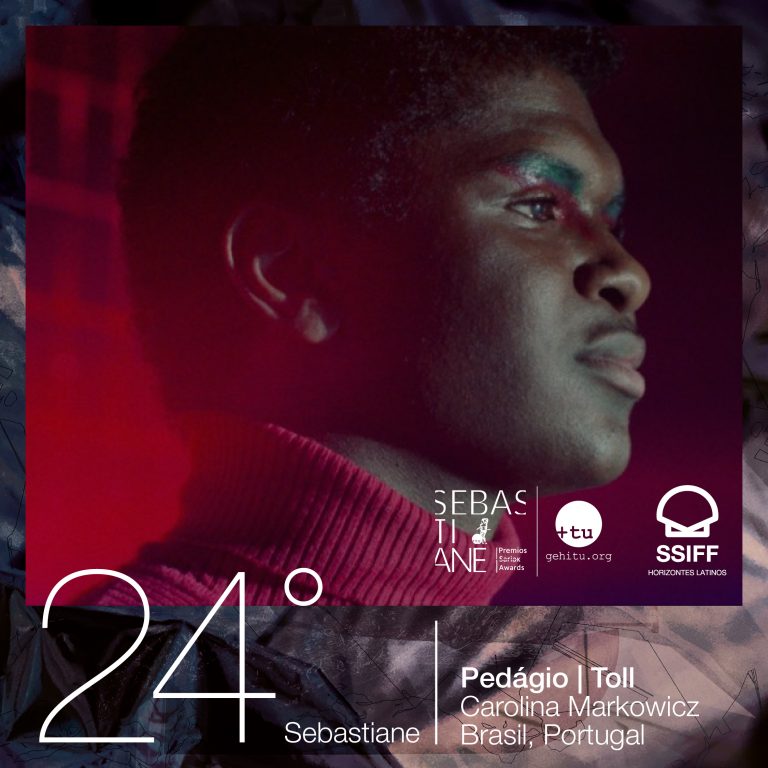 SEBAS
TI
ANE
Premios
Sariak
Awards
+tu
gehitu.org
SSIFF
HORIZONTES LATINOS
24°
Sebastiane
Pedágio | Toll
Carolina Markowicz
Brasil, Portugal